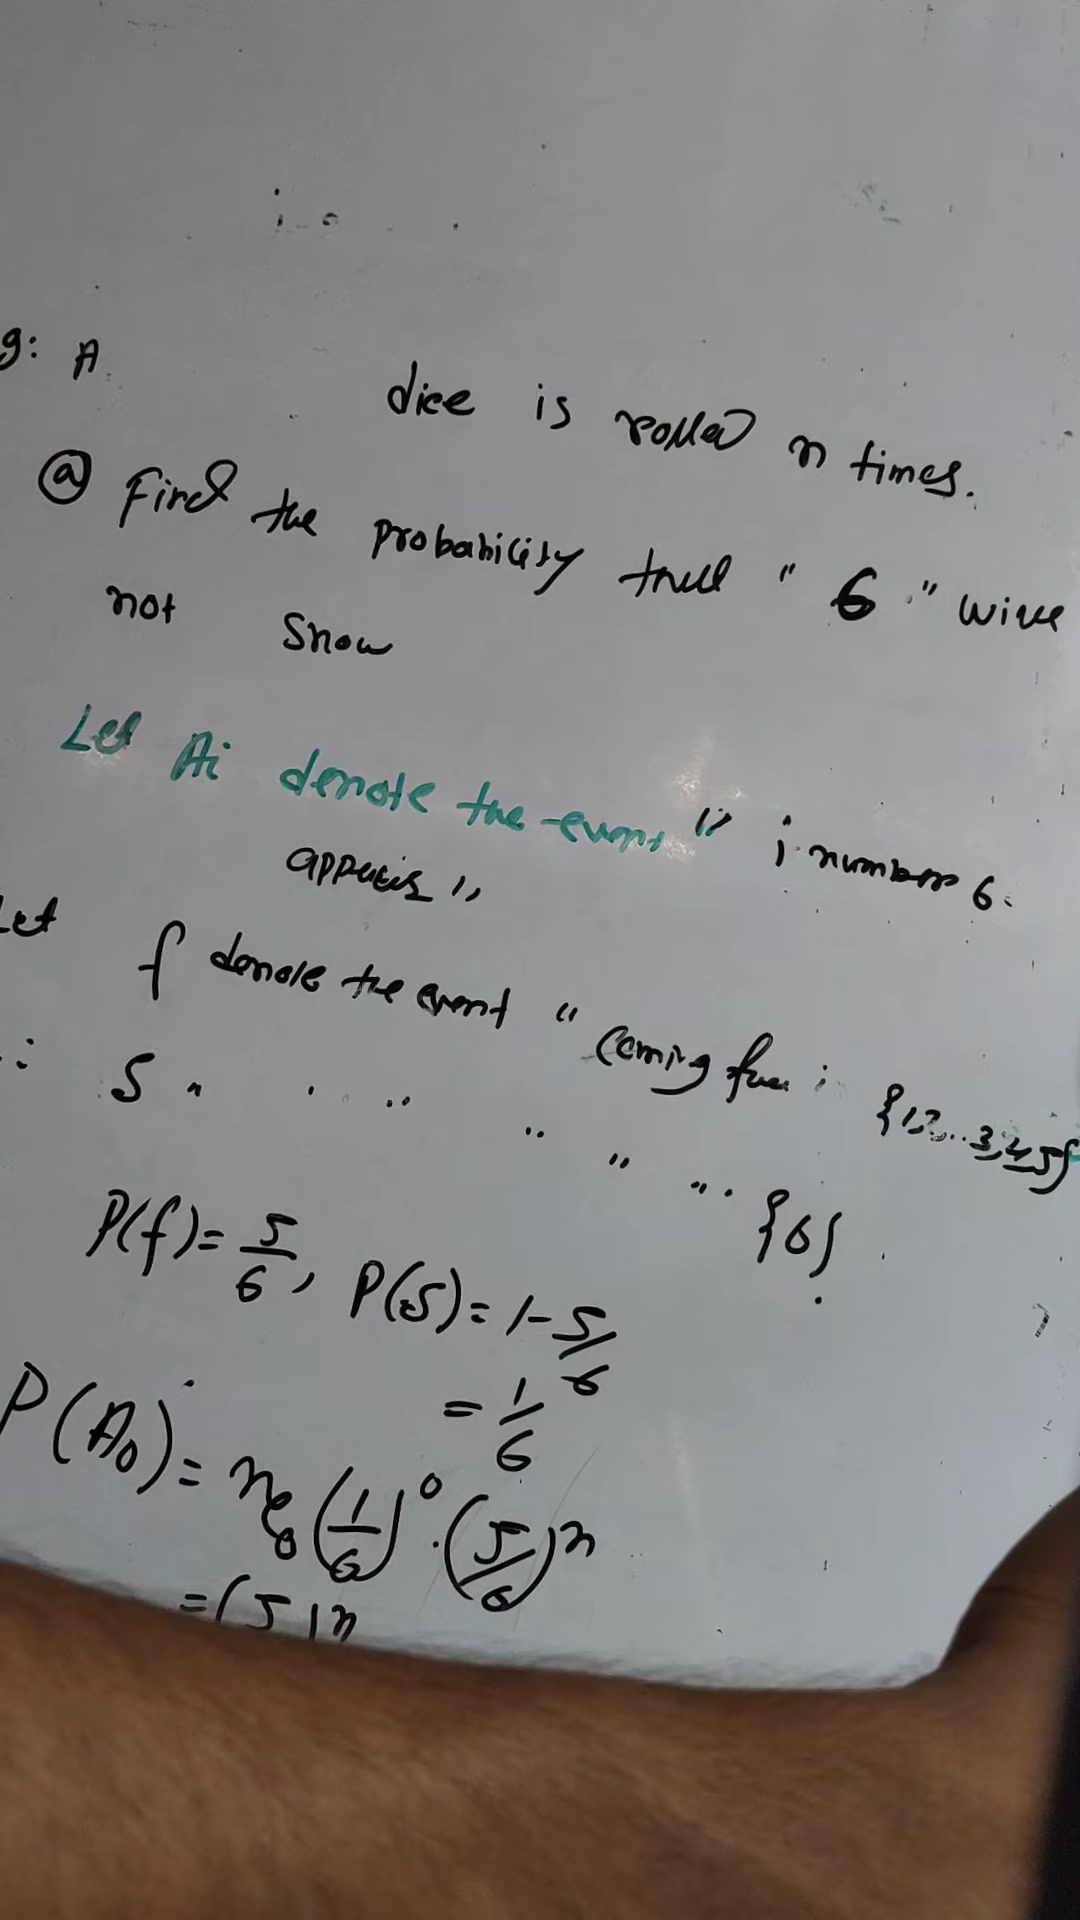 g: A dice is rolled n times.
ⓐ Find the probability that "6" will
not show
Let Ai denote the event " i number 6.
appears "
Let f denote the event " Coming from {1,2..3,4,5}
S " . .. .. " ... {6}.
P(f)= 5/6, P(S)= 1-5/6
= 1/6
P(A₀)= nC₀ (1/6)⁰.(5/6)ⁿ
=(5 )n